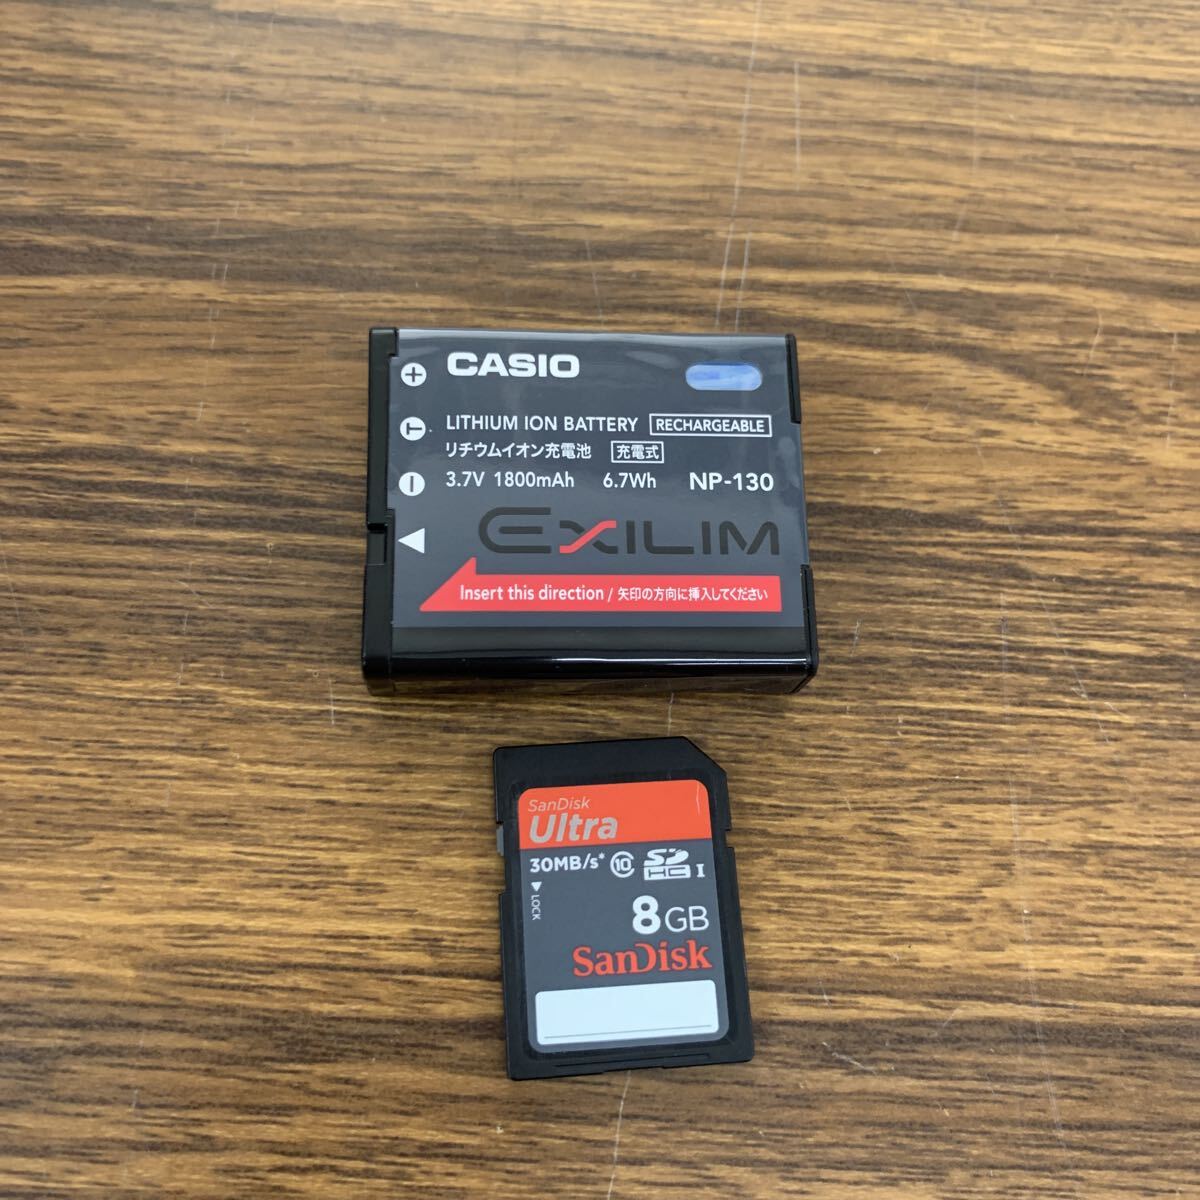 CASIO
LITHIUM ION BATTERY RECHARGEABLE
リチウムイオン充電池 充電式
3.7V 1800mAh 6.7Wh NP-130
EXILIM
Insert this direction / 矢印の方向に挿入してください
SanDisk
Ultra
30MB/s* 10 SDHC I
LOCK
8GB
SanDisk